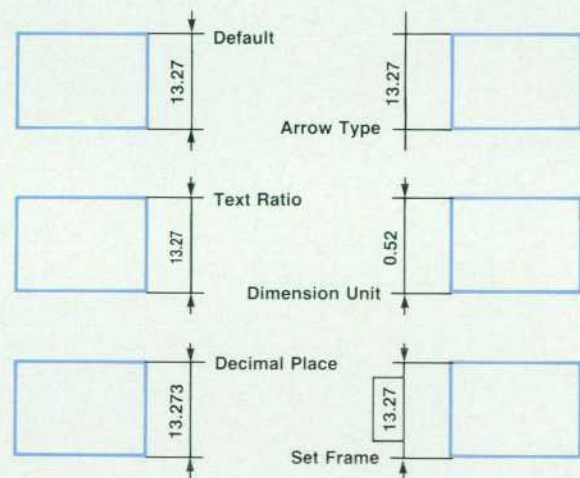 Default
13.27
13.27
Arrow Type
Text Ratio
13.27
0.52
Dimension Unit
Decimal Place
13.273
13.27
Set Frame